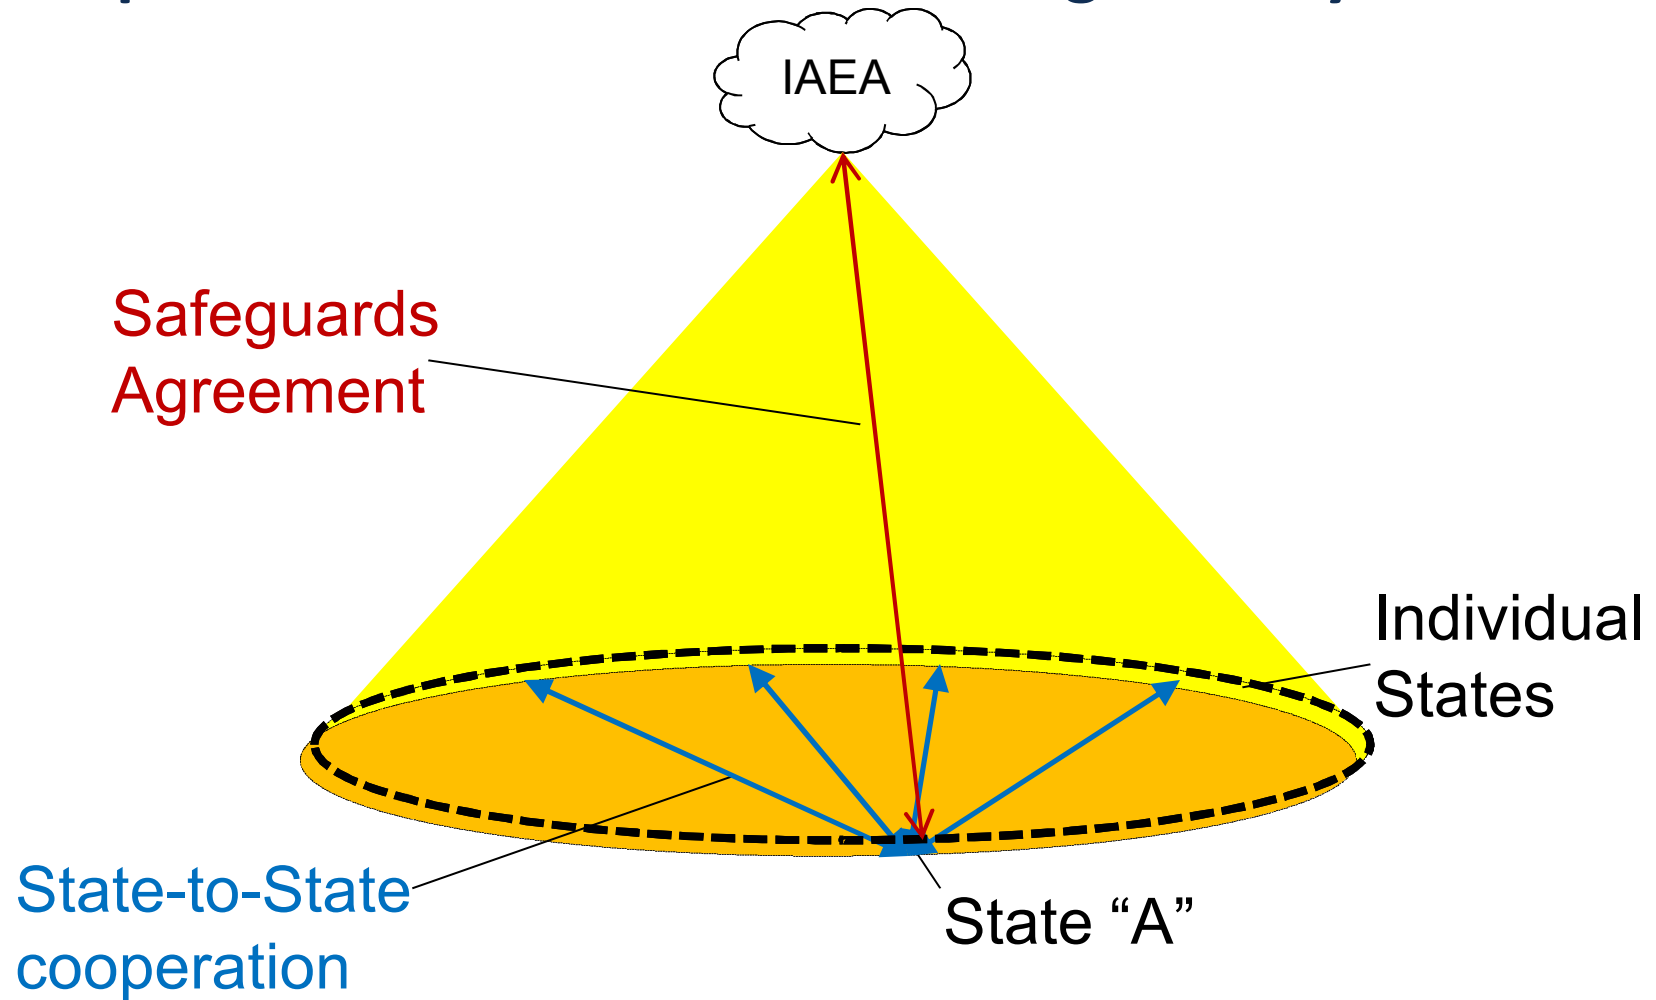 IAEA
Safeguards
Agreement
Individual
States
State-to-State
cooperation
State “A”